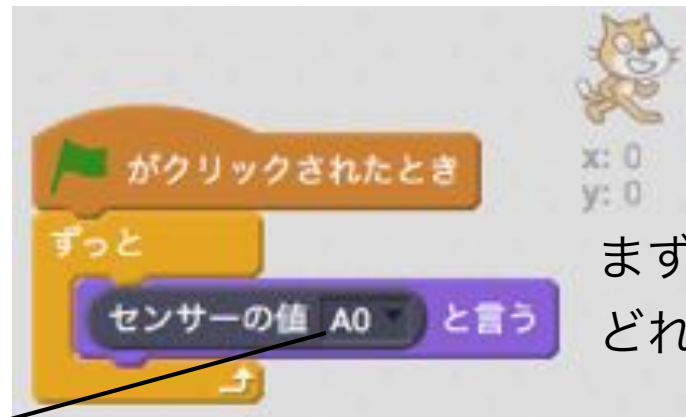 がクリックされたとき
x: 0
y: 0
ずっと
まず
センサーの値 A0 と言う
どれ